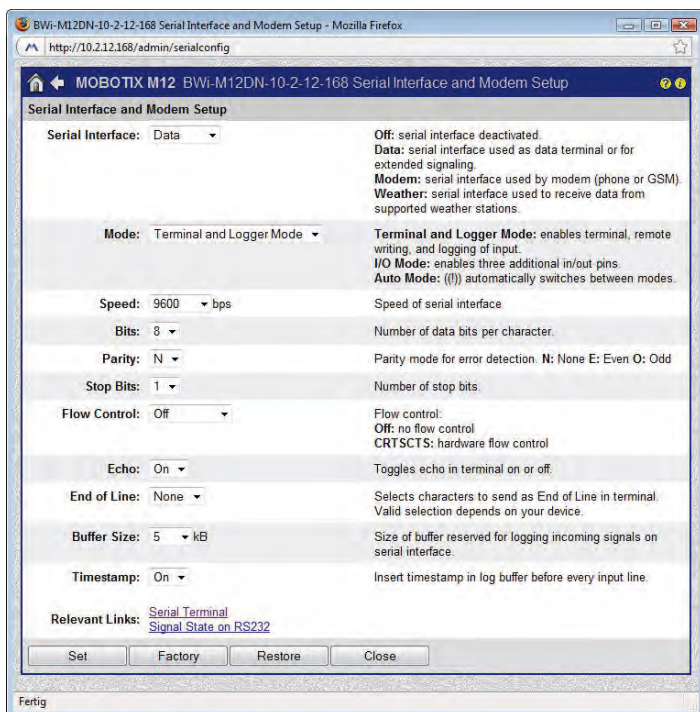 BWi-M12DN-10-2-12-168 Serial Interface and Modem Setup - Mozilla Firefox
http://10.2.12.168/admin/serialconfig
MOBOTIX M12 BWi-M12DN-10-2-12-168 Serial Interface and Modem Setup
Serial Interface and Modem Setup
Serial Interface: Data
Off: serial interface deactivated.
Data: serial interface used as data terminal or for
extended signaling.
Modem: serial interface used by modem (phone or GSM).
Weather: serial interface used to receive data from
supported weather stations.
Mode: Terminal and Logger Mode
Terminal and Logger Mode: enables terminal, remote
writing, and logging of input.
I/O Mode: enables three additional in/out pins.
Auto Mode: ((!)) automatically switches between modes.
Speed: 9600 bps
Speed of serial interface
Bits: 8
Number of data bits per character.
Parity: N
Parity mode for error detection. N: None E: Even O: Odd
Stop Bits: 1
Number of stop bits.
Flow Control: Off
Flow control:
Off: no flow control
CRTSCTS: hardware flow control
Echo: On
Toggles echo in terminal on or off.
End of Line: None
Selects characters to send as End of Line in terminal.
Valid selection depends on your device.
Buffer Size: 5 kB
Size of buffer reserved for logging incoming signals on
serial interface.
Timestamp: On
Insert timestamp in log buffer before every input line.
Relevant Links: Serial Terminal
Signal State on RS232
Set Factory Restore Close
Fertig